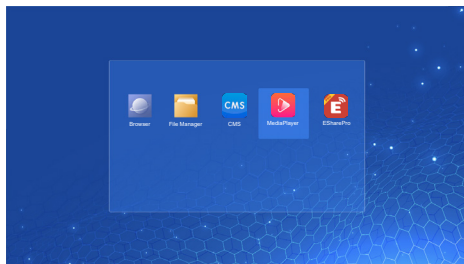 CMS
E
Browser
File Manager
CMS
MediaPlayer
ESharePro